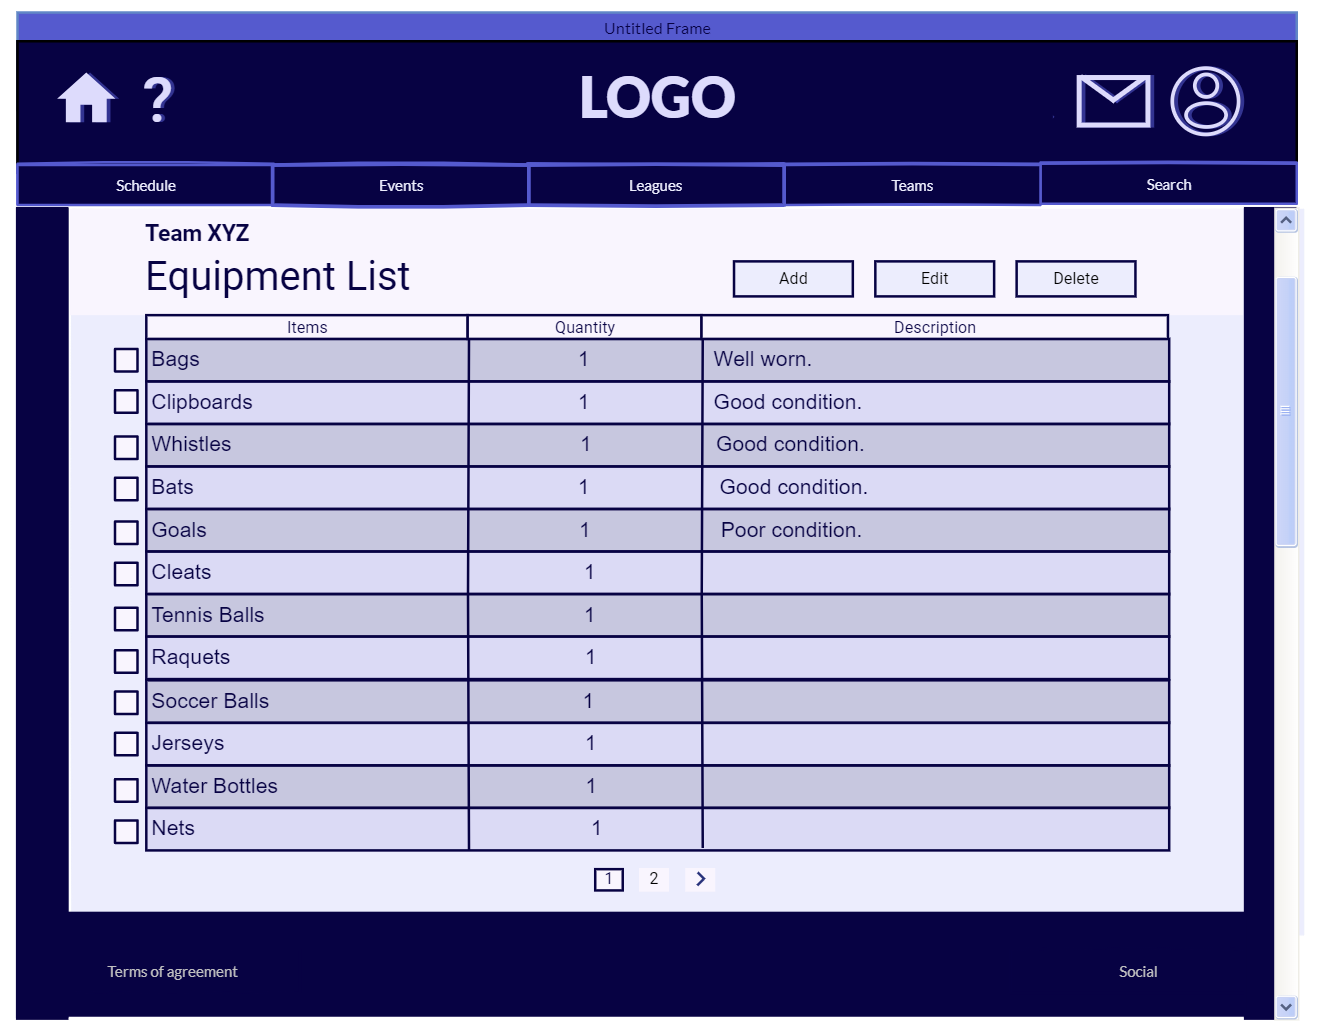 Untitled Frame
? LOGO
Schedule Events Leagues Teams Search
Team XYZ
Equipment List
Add Edit Delete
Items Quantity Description
Bags 1 Well worn.
Clipboards 1 Good condition.
Whistles 1 Good condition.
Bats 1 Good condition.
Goals 1 Poor condition.
Cleats 1
Tennis Balls 1
Raquets 1
Soccer Balls 1
Jerseys 1
Water Bottles 1
Nets 1
1 2 >
Terms of agreement Social